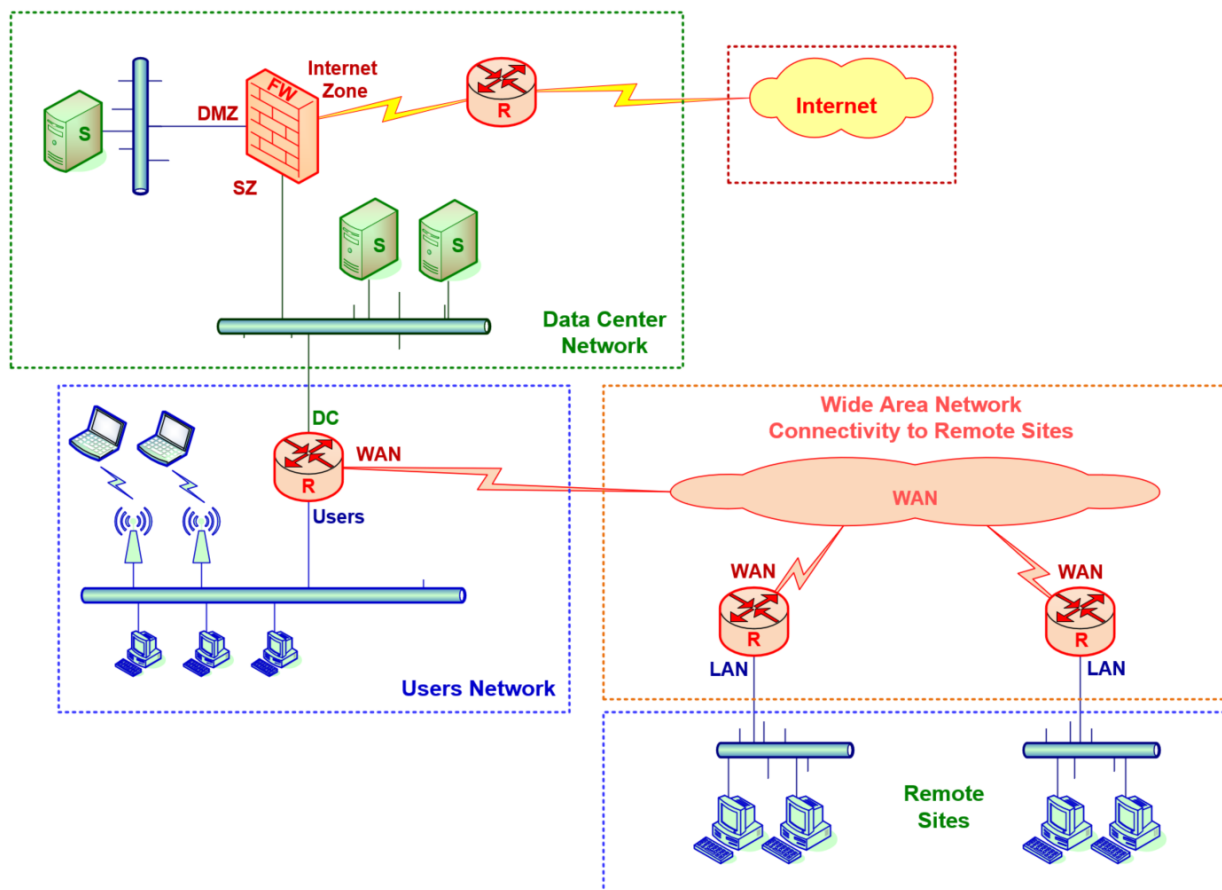 FW
Internet
Zone
R
Internet
S
DMZ
SZ
S
S
Data Center
Network
DC
R
WAN
Users
Users Network
Wide Area Network
Connectivity to Remote Sites
WAN
WAN
WAN
R
R
LAN
LAN
Remote
Sites